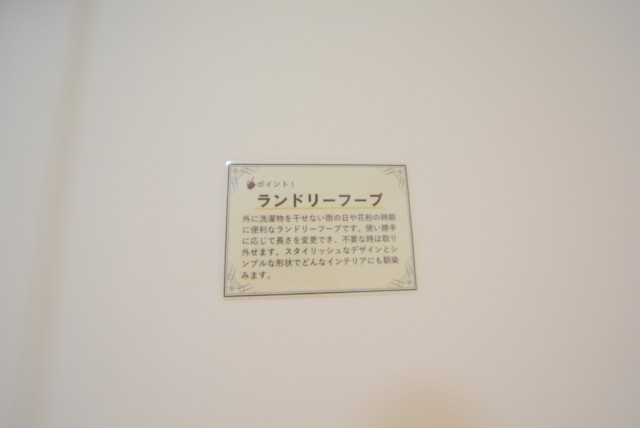 ポイント！
ランドリーフープ
外に洗濯物を干せない雨の日や花粉の時期
に便利なランドリーフープです。使い勝手
に応じて長さを変更でき、不要な時は取り
外せます。スタイリッシュなデザインとシ
ンプルな形状でどんなインテリアにも馴染
みます。